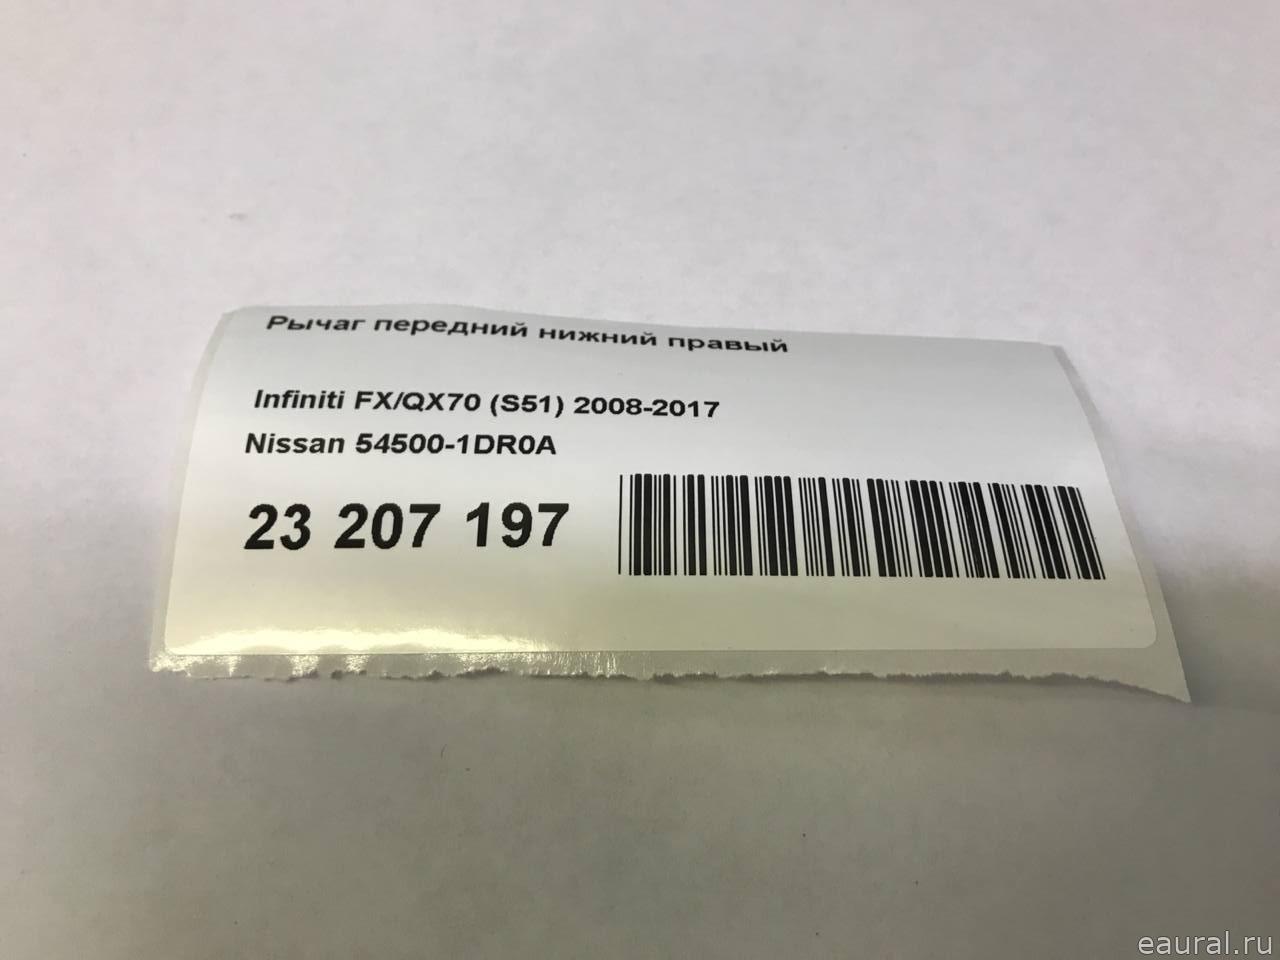 Рычаг передний нижний правый
Infiniti FX/QX70 (S51) 2008-2017
Nissan 54500-1DR0A
23 207 197
eaural.ru